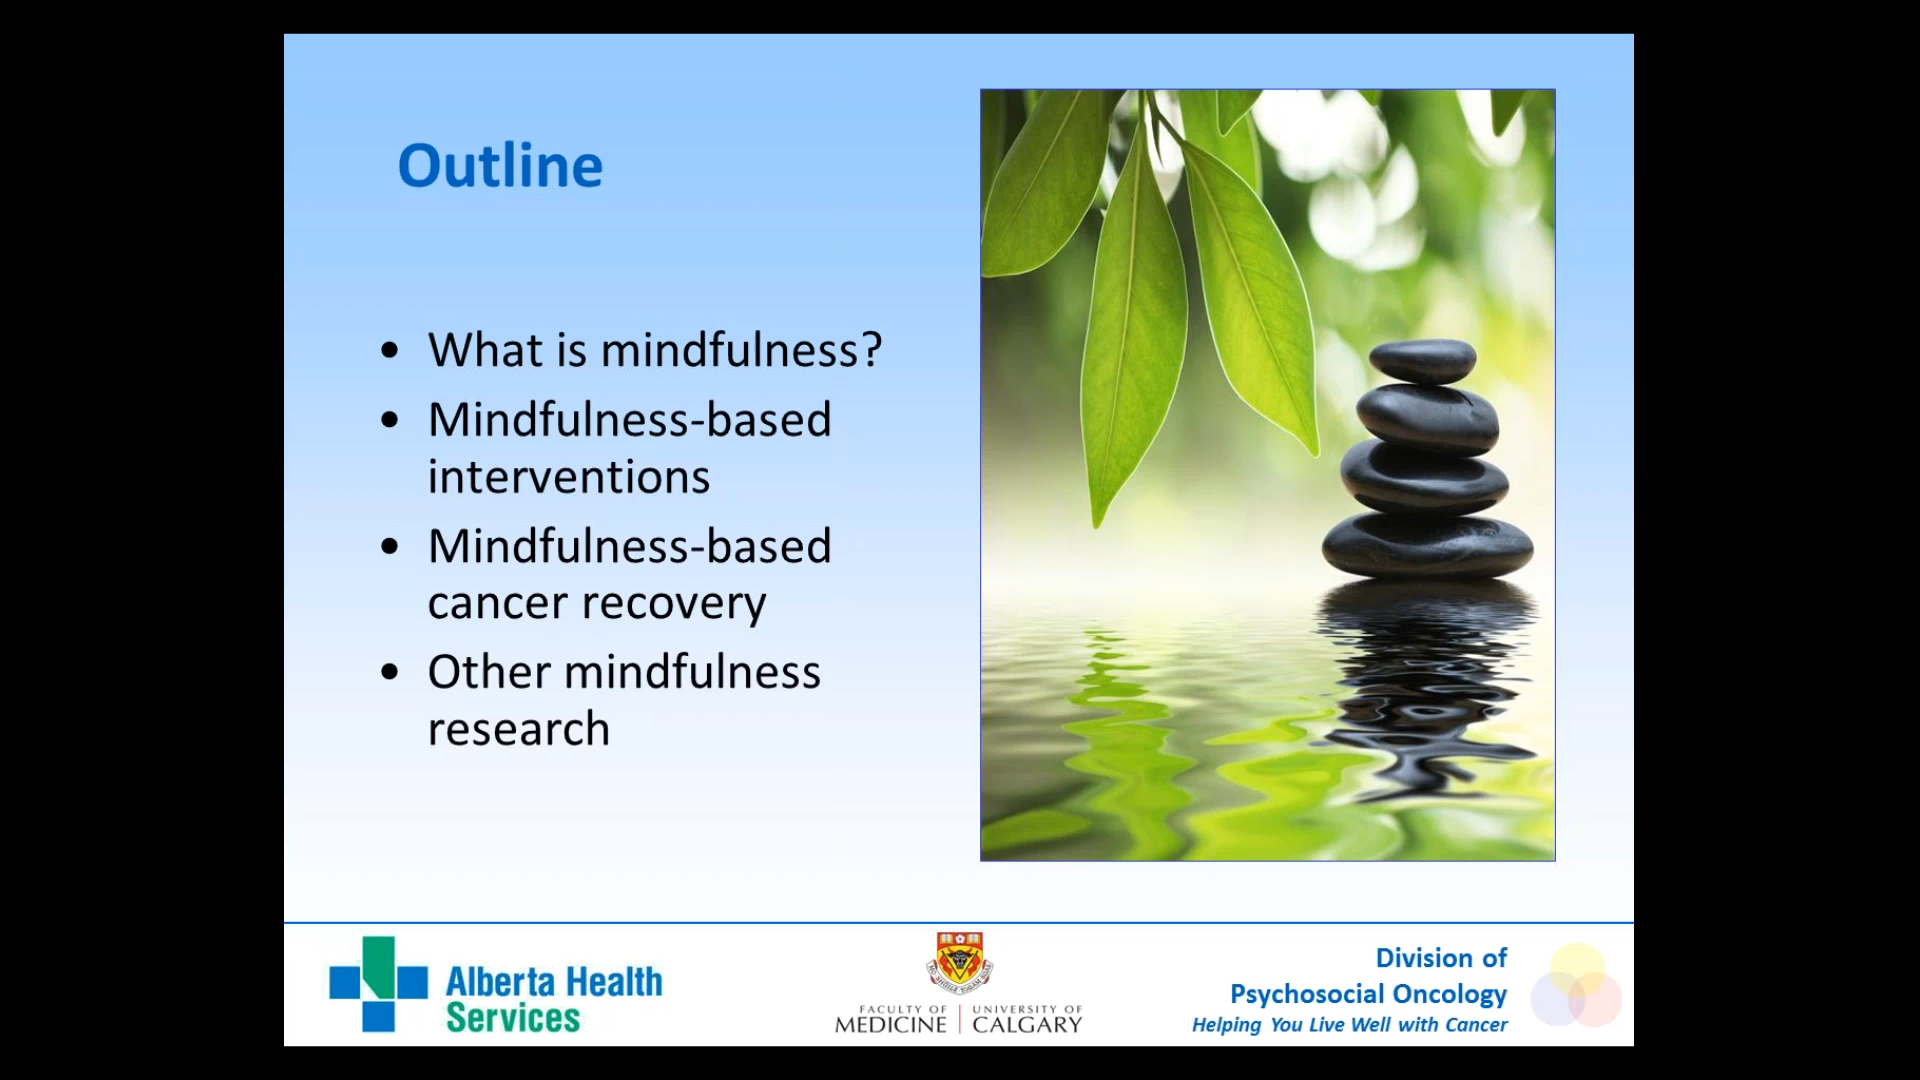 Outline
• What is mindfulness?
• Mindfulness-based
interventions
• Mindfulness-based
cancer recovery
• Other mindfulness
research
Alberta Health
Services
FACULTY OF | UNIVERSITY OF
MEDICINE | CALGARY
Division of
Psychosocial Oncology
Helping You Live Well with Cancer